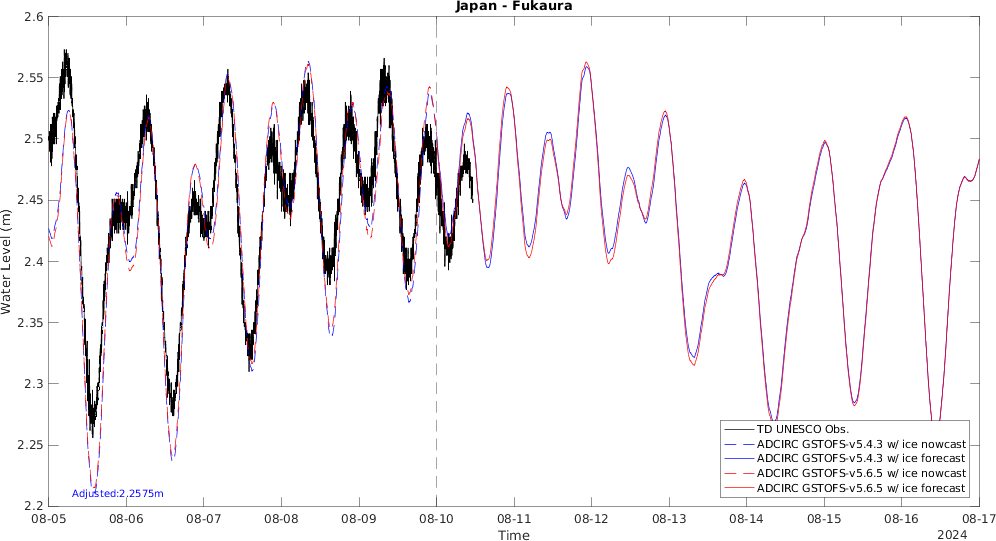 Japan - Fukaura
2.6
2.55
2.5
2.45
2.4
2.35
2.3
2.25
2.2
Water Level (m)
Adjusted:2.2575m
TD UNESCO Obs.
ADCIRC GSTOFS-v5.4.3 w/ ice nowcast
ADCIRC GSTOFS-v5.4.3 w/ ice forecast
ADCIRC GSTOFS-v5.6.5 w/ ice nowcast
ADCIRC GSTOFS-v5.6.5 w/ ice forecast
08-05 08-06 08-07 08-08 08-09 08-10 08-11 08-12 08-13 08-14 08-15 08-16 08-17
Time
2024